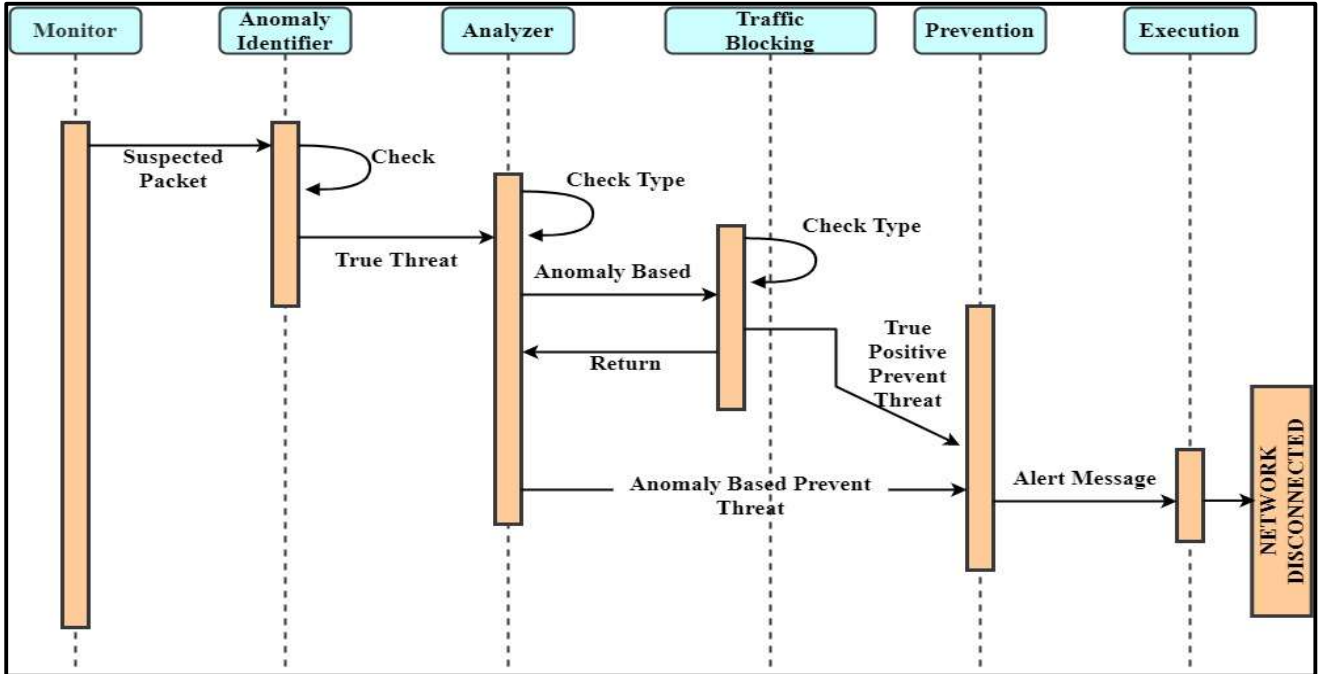 Monitor
Anomaly
Identifier
Analyzer
Traffic
Blocking
Prevention
Execution
Suspected
Packet
Check
True Threat
Check Type
Anomaly Based
Return
Check Type
True
Positive
Prevent
Threat
Anomaly Based Prevent
Threat
Alert Message
NETWORK
DISCONNECTED